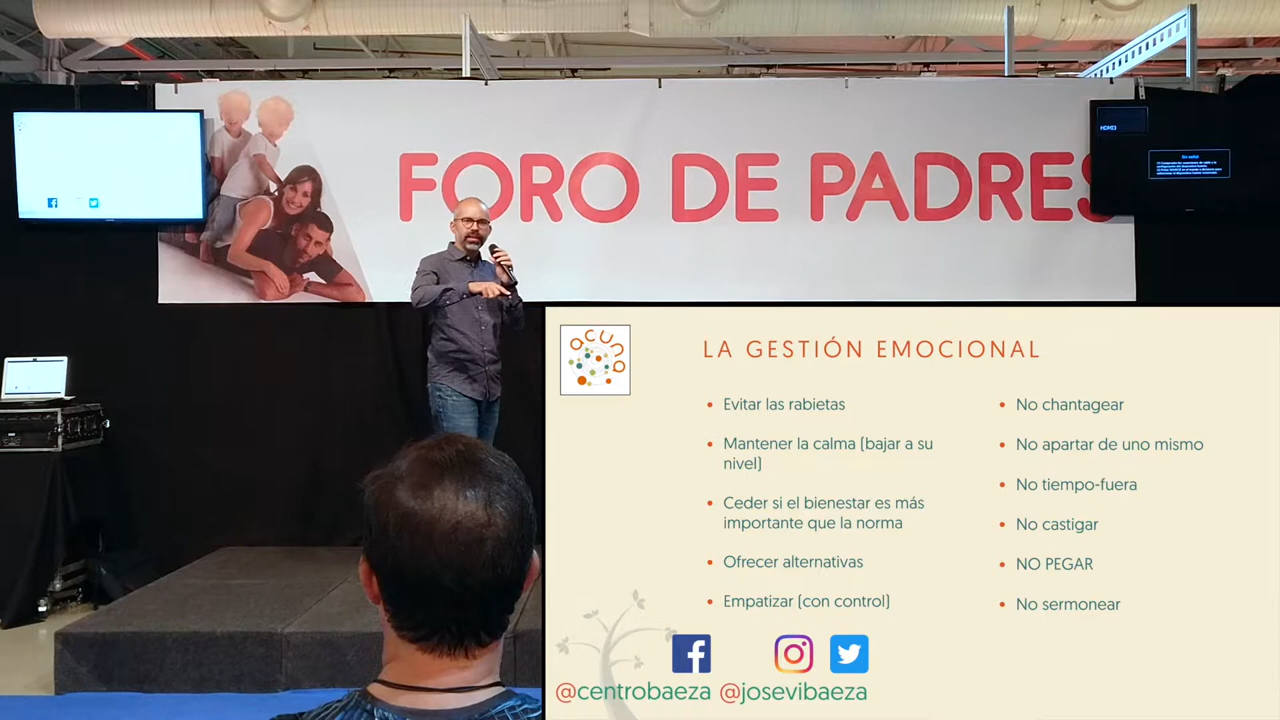 FORO DE PADRES
HDMI3
acuna
LA GESTIÓN EMOCIONAL
• Evitar las rabietas
• Mantener la calma (bajar a su
nivel)
• Ceder si el bienestar es más
importante que la norma
• Ofrecer alternativas
• Empatizar (con control)
• No chantagear
• No apartar de uno mismo
• No tiempo-fuera
• No castigar
• NO PEGAR
• No sermonear
@centrobaeza @josevibaeza